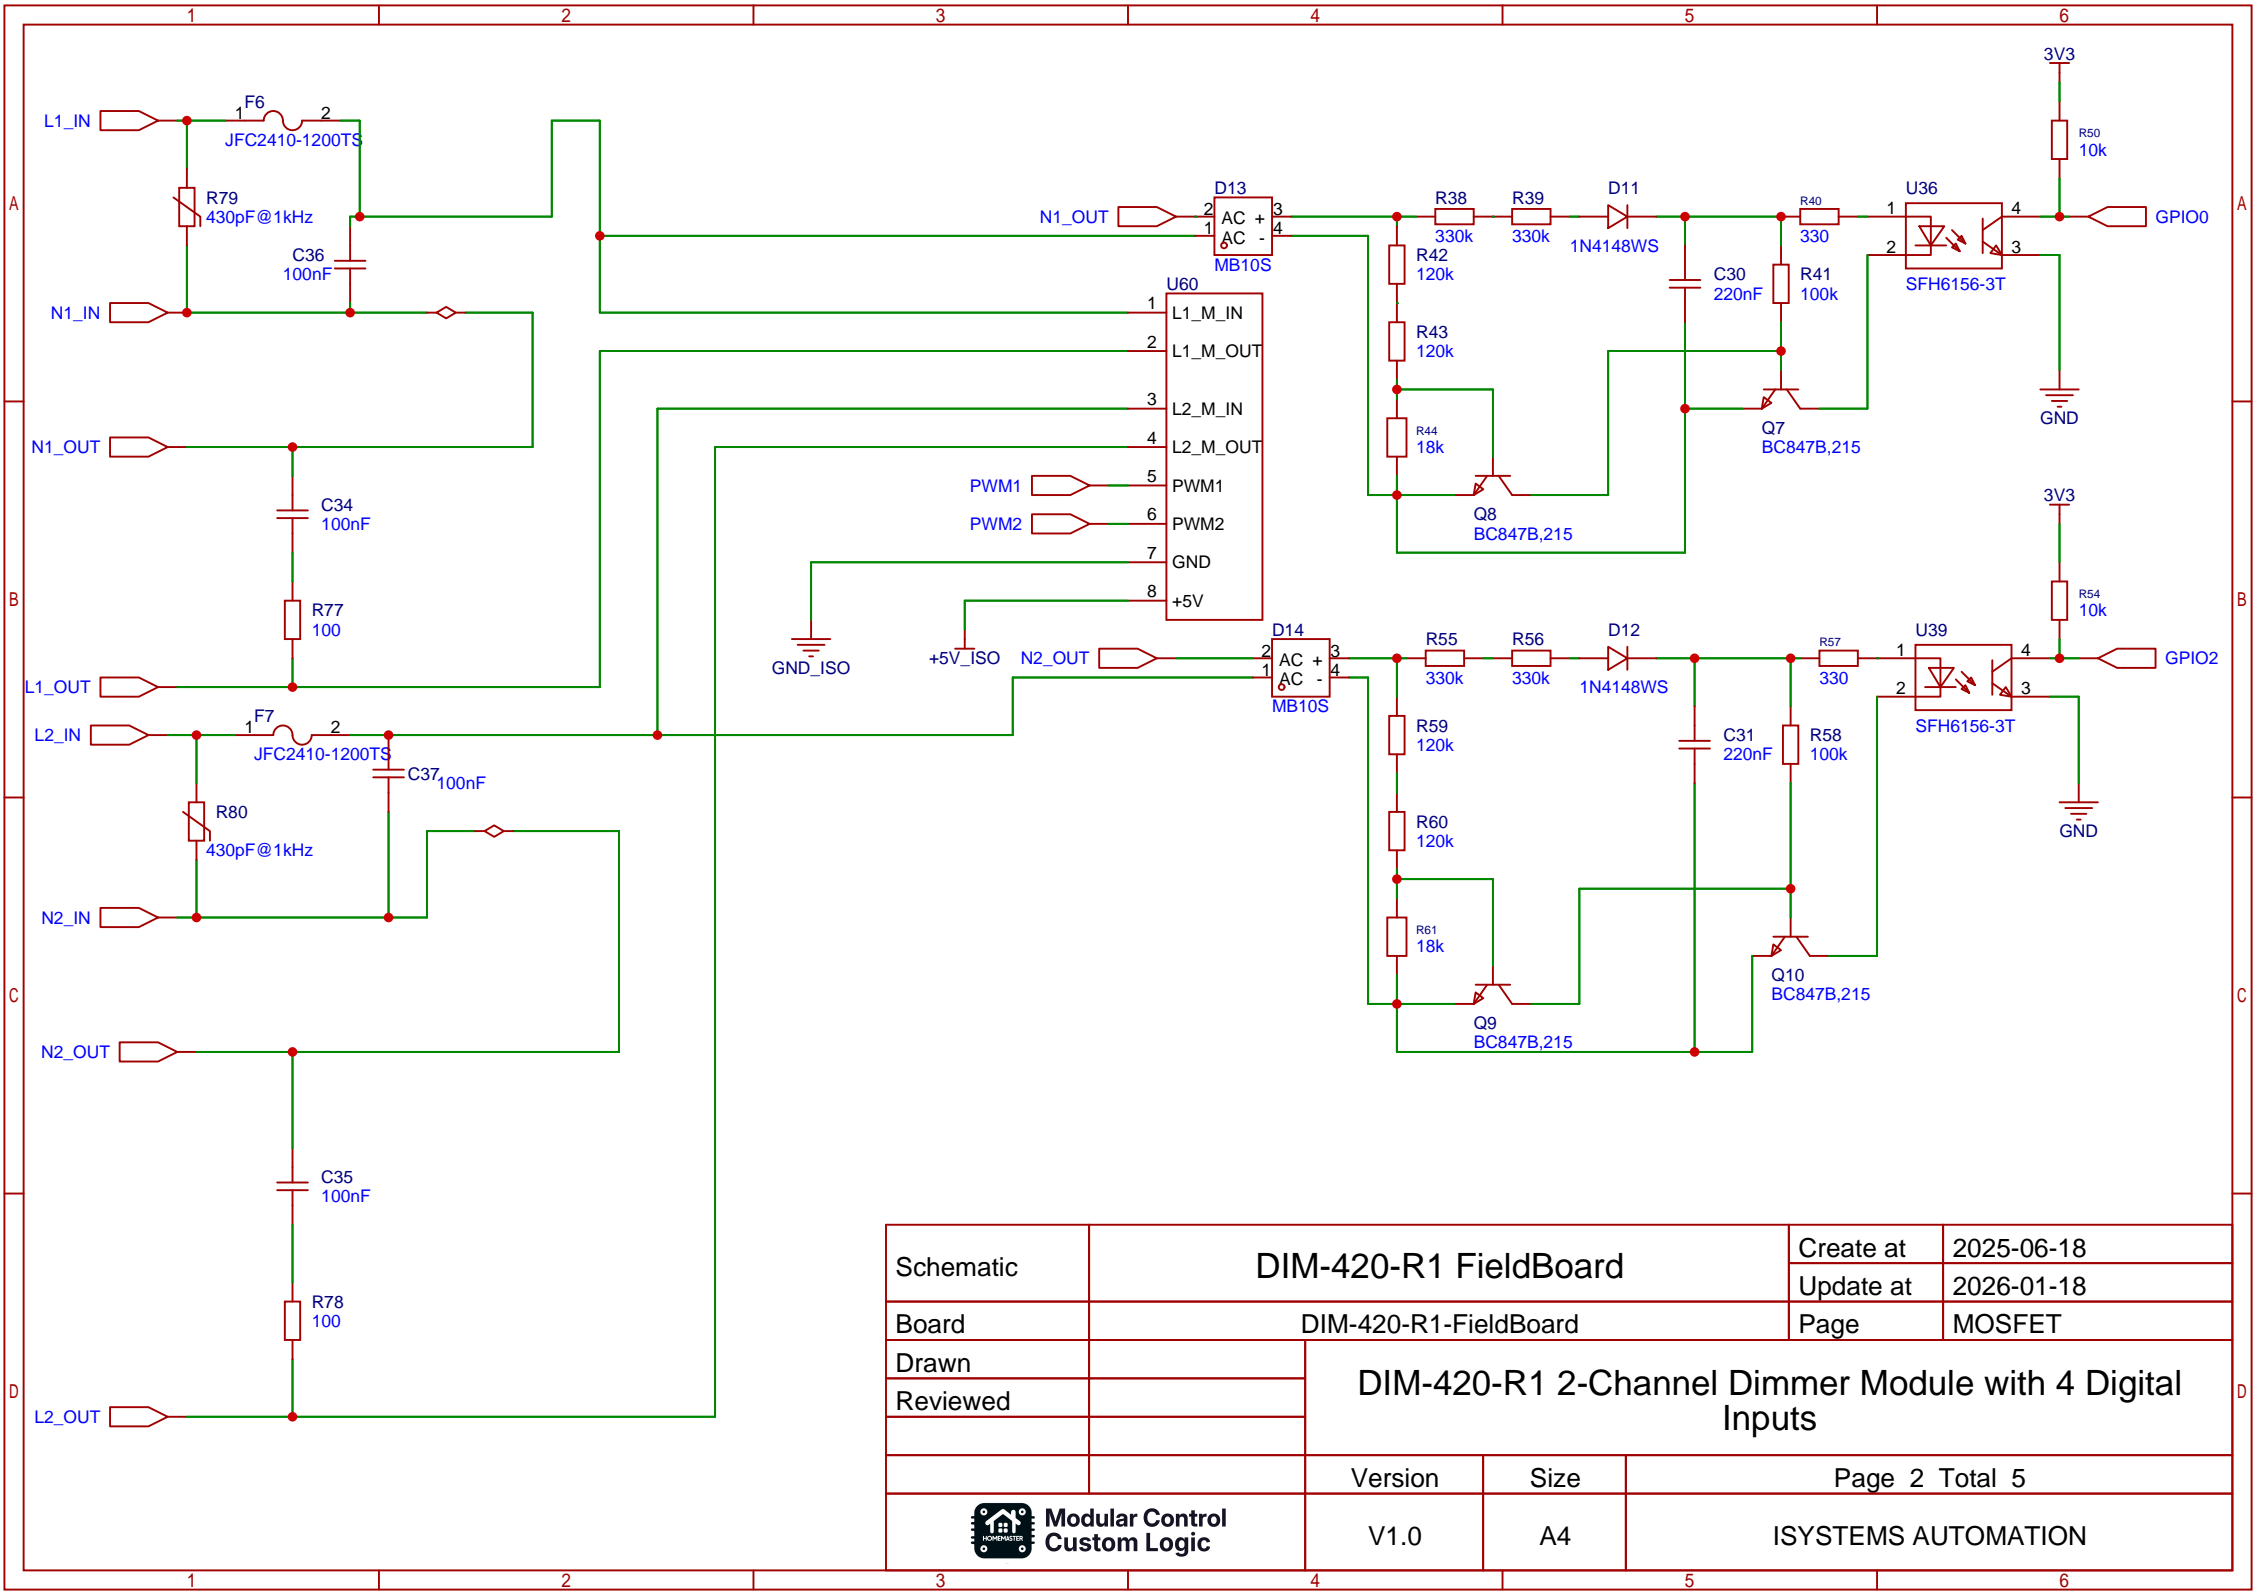 1 2 3 4 5 6
A
B
C
D
A
B
C
D
L1_IN
F6
1 2
JFC2410-1200TS
R79
430pF@1kHz
C36
100nF
N1_IN
N1_OUT
C34
100nF
R77
100
L1_OUT
L2_IN
F7
1 2
JFC2410-1200TS
C37
100nF
R80
430pF@1kHz
N2_IN
N2_OUT
C35
100nF
R78
100
L2_OUT
N1_OUT
D13
2 AC + 3
1 AC - 4
MB10S
U60
1 L1_M_IN
2 L1_M_OUT
3 L2_M_IN
4 L2_M_OUT
PWM1 5 PWM1
PWM2 6 PWM2
7 GND
8 +5V
GND_ISO
+5V_ISO
N2_OUT
D14
2 AC + 3
1 AC - 4
MB10S
R38
330k
R39
330k
D11
1N4148WS
R42
120k
R43
120k
R44
18k
Q8
BC847B,215
C30
220nF
R41
100k
R40
330
Q7
BC847B,215
U36
1 4
2 3
SFH6156-3T
3V3
R50
10k
GPIO0
GND
R55
330k
R56
330k
D12
1N4148WS
R59
120k
R60
120k
R61
18k
Q9
BC847B,215
C31
220nF
R58
100k
R57
330
Q10
BC847B,215
U39
1 4
2 3
SFH6156-3T
3V3
R54
10k
GPIO2
GND
Schematic
DIM-420-R1 FieldBoard
Create at 2025-06-18
Update at 2026-01-18
Board
DIM-420-R1-FieldBoard
Page MOSFET
Drawn
Reviewed
DIM-420-R1 2-Channel Dimmer Module with 4 Digital
Inputs
Version Size Page 2 Total 5
HOMEMASTER
Modular Control
Custom Logic
V1.0 A4 ISYSTEMS AUTOMATION
1 2 3 4 5 6